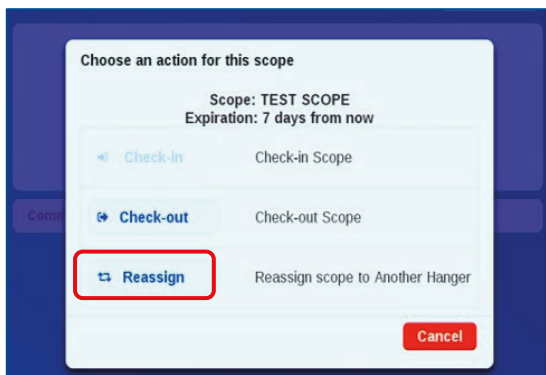 Choose an action for this scope
Scope: TEST SCOPE
Expiration: 7 days from now
Check-in Check-in Scope
Check-out Check-out Scope
Reassign Reassign scope to Another Hanger
Cancel